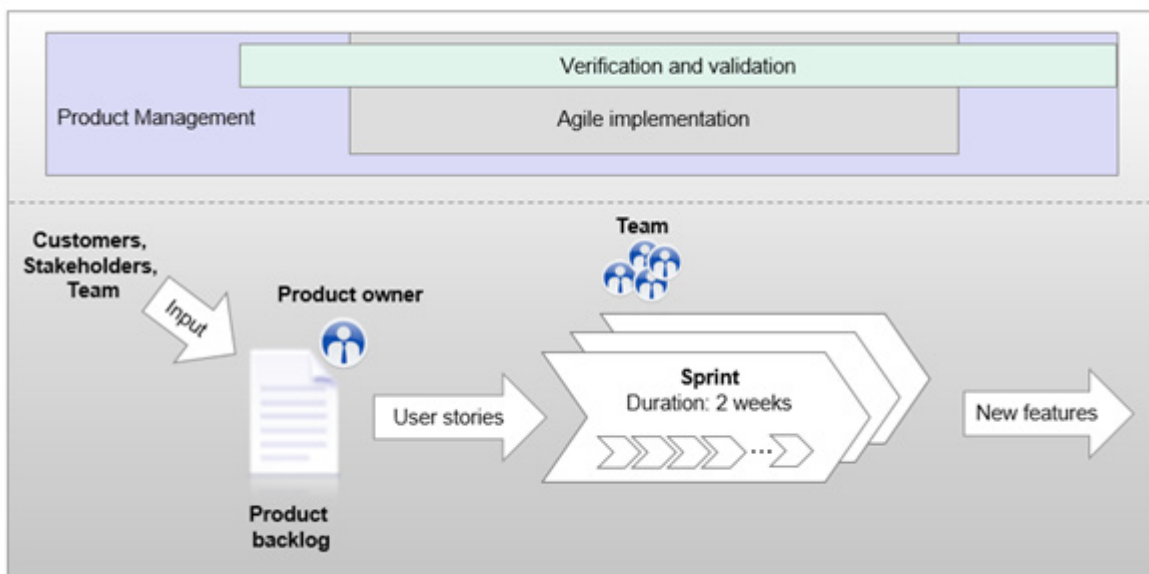 Verification and validation
Product Management
Agile implementation
Customers,
Stakeholders,
Team
Input
Product owner
Product
backlog
User stories
Team
Sprint
Duration: 2 weeks
...
New features